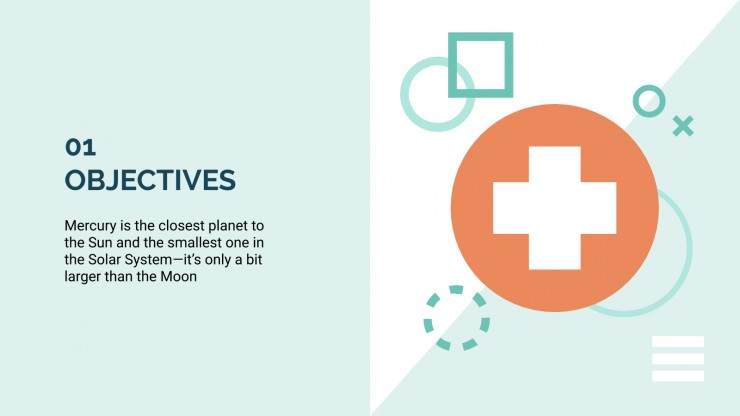 01
OBJECTIVES
Mercury is the closest planet to
the Sun and the smallest one in
the Solar System—it's only a bit
larger than the Moon